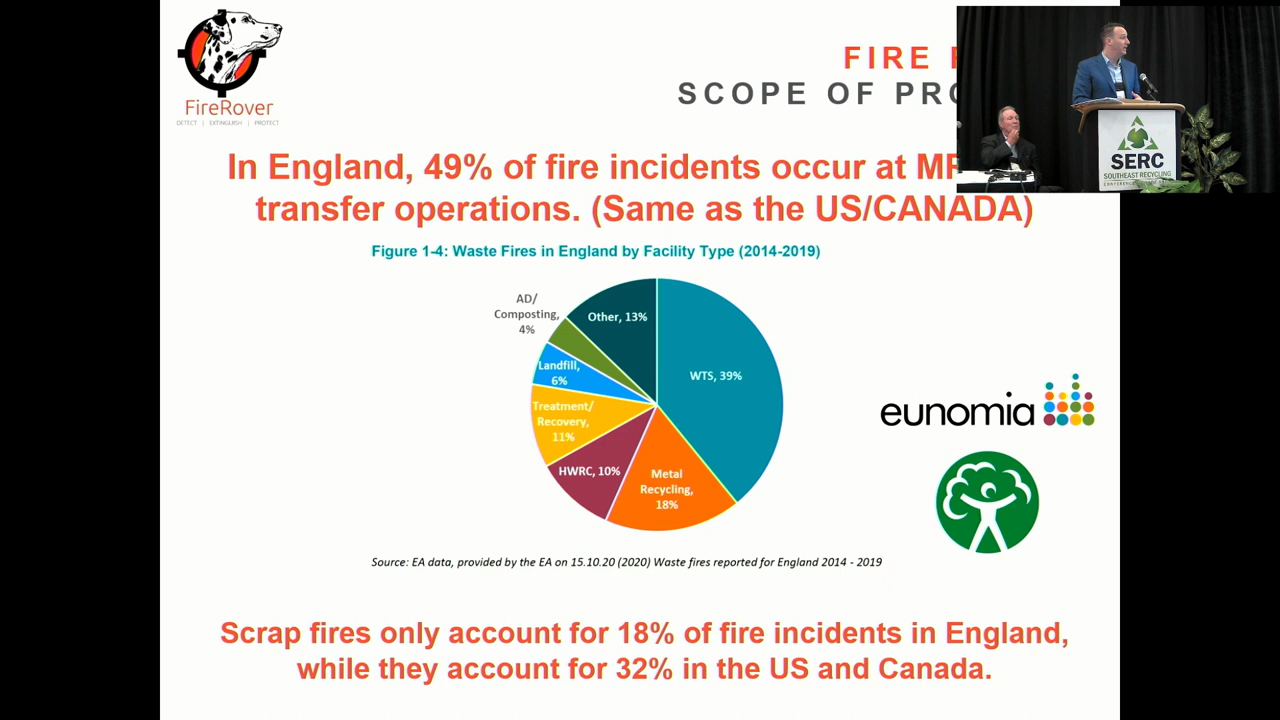 FireRover
DETECT | EXTINGUISH | PROTECT
FIRE
SCOPE OF
In England, 49% of fire incidents occur at
transfer operations. (Same as the US/CANADA)
Figure 1-4: Waste Fires in England by Facility Type (2014-2019)
AD/
Composting,
4%
Other, 13%
WTS, 39%
Landfill,
6%
Treatment/
Recovery,
11%
HWRC, 10%
Metal
Recycling,
18%
eunomia
Source: EA data, provided by the EA on 15.10.20 (2020) Waste fires reported for England 2014 - 2019
Scrap fires only account for 18% of fire incidents in England,
while they account for 32% in the US and Canada.
SERC
SOUTHEAST RECYCLING